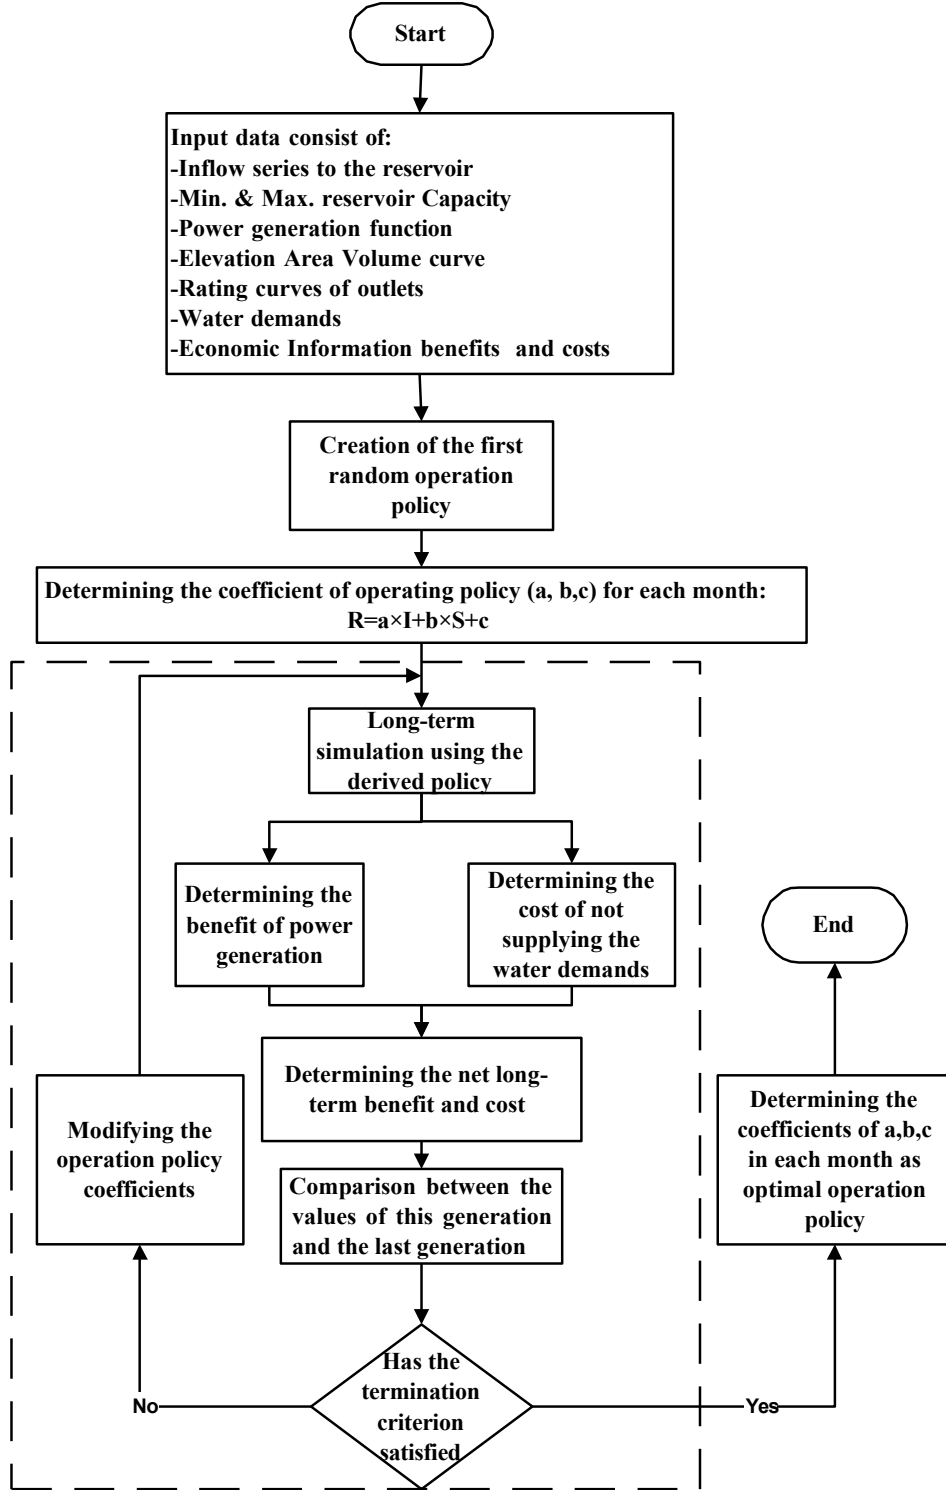 Start
Input data consist of:
-Inflow series to the reservoir
-Min. & Max. reservoir Capacity
-Power generation function
-Elevation Area Volume curve
-Rating curves of outlets
-Water demands
-Economic Information benefits and costs
Creation of the first
random operation
policy
Determining the coefficient of operating policy (a, b,c) for each month:
R=a×I+b×S+c
Long-term
simulation using the
derived policy
Determining the
benefit of power
generation
Determining the
cost of not
supplying the
water demands
End
Determining the net long-
term benefit and cost
Modifying the
operation policy
coefficients
Determining the
coefficients of a,b,c
in each month as
optimal operation
policy
Comparison between the
values of this generation
and the last generation
Has the
termination
criterion
satisfied
No
Yes